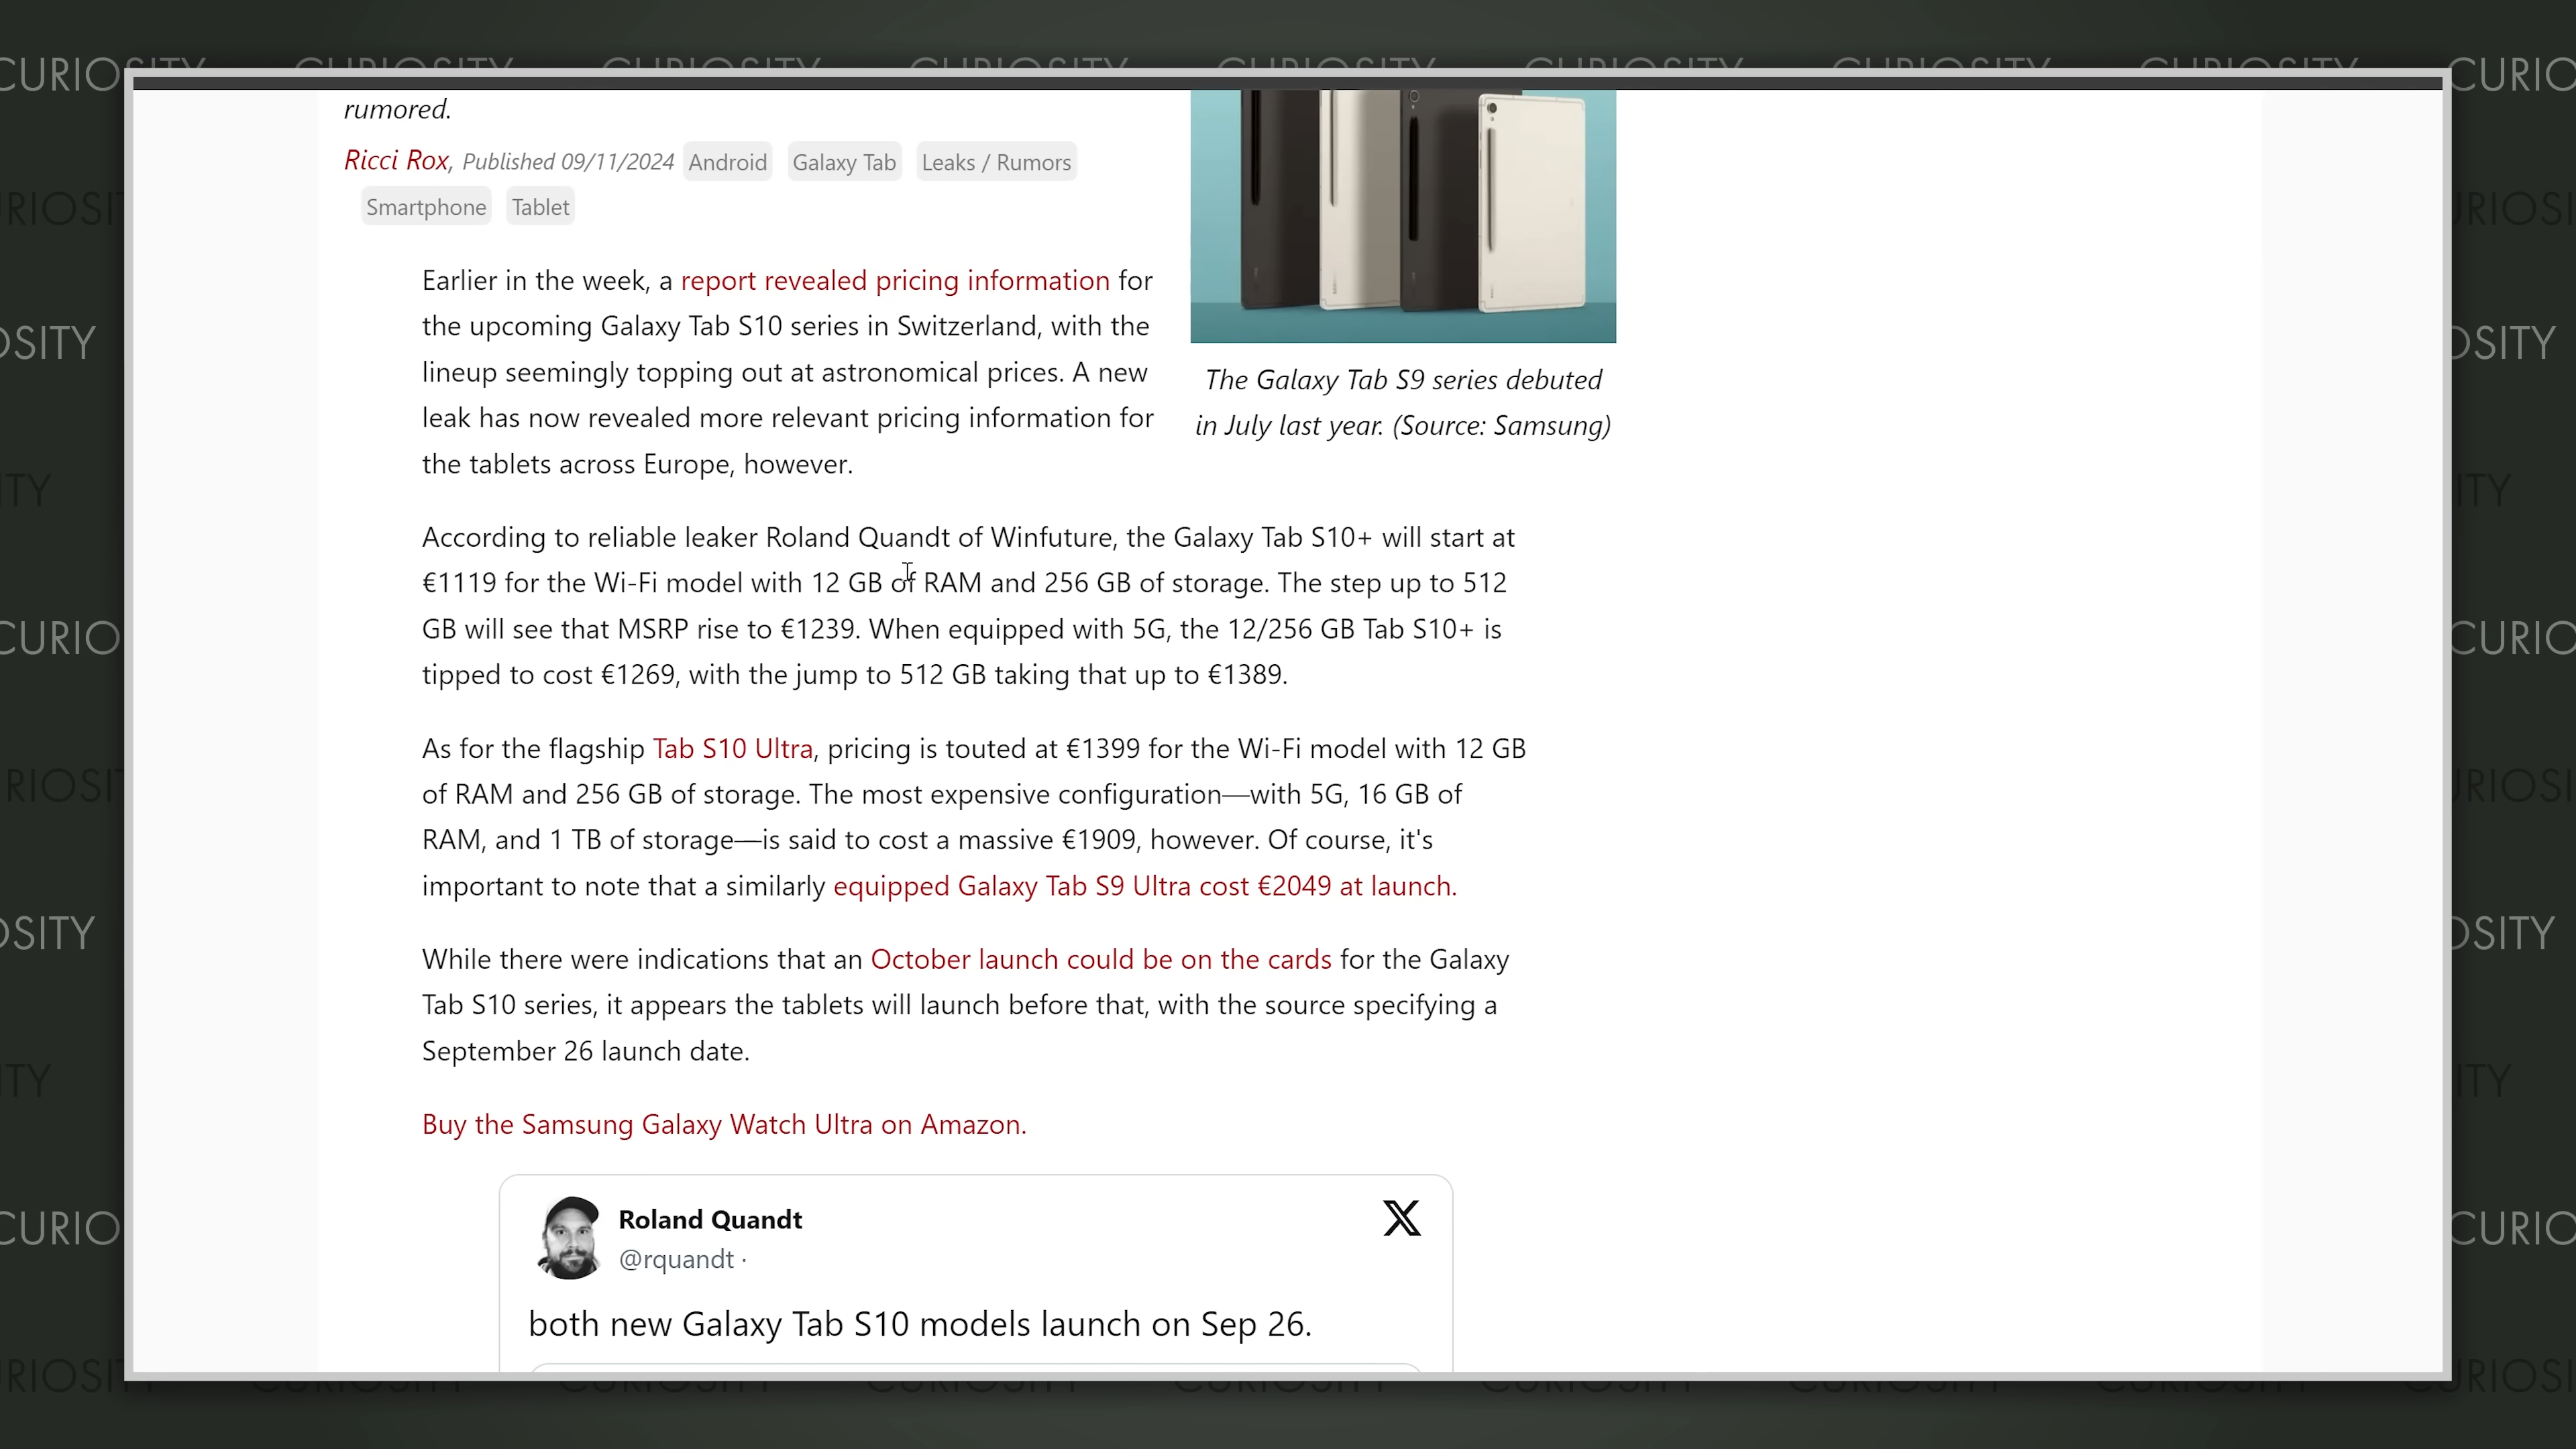 CURIOSITY CURIOSITY CURIOSITY CURIOSITY CURIOSITY CURIOSITY CURIOSITY CURIOSITY
rumored.
Ricci Rox, Published 09/11/2024 Android Galaxy Tab Leaks / Rumors
Smartphone Tablet
Earlier in the week, a report revealed pricing information for
the upcoming Galaxy Tab S10 series in Switzerland, with the
lineup seemingly topping out at astronomical prices. A new
leak has now revealed more relevant pricing information for
the tablets across Europe, however.
The Galaxy Tab S9 series debuted
in July last year. (Source: Samsung)
According to reliable leaker Roland Quandt of Winfuture, the Galaxy Tab S10+ will start at
€1119 for the Wi-Fi model with 12 GB of RAM and 256 GB of storage. The step up to 512
GB will see that MSRP rise to €1239. When equipped with 5G, the 12/256 GB Tab S10+ is
tipped to cost €1269, with the jump to 512 GB taking that up to €1389.
As for the flagship Tab S10 Ultra, pricing is touted at €1399 for the Wi-Fi model with 12 GB
of RAM and 256 GB of storage. The most expensive configuration—with 5G, 16 GB of
RAM, and 1 TB of storage—is said to cost a massive €1909, however. Of course, it's
important to note that a similarly equipped Galaxy Tab S9 Ultra cost €2049 at launch.
While there were indications that an October launch could be on the cards for the Galaxy
Tab S10 series, it appears the tablets will launch before that, with the source specifying a
September 26 launch date.
Buy the Samsung Galaxy Watch Ultra on Amazon.
Roland Quandt
@rquandt ·
both new Galaxy Tab S10 models launch on Sep 26.